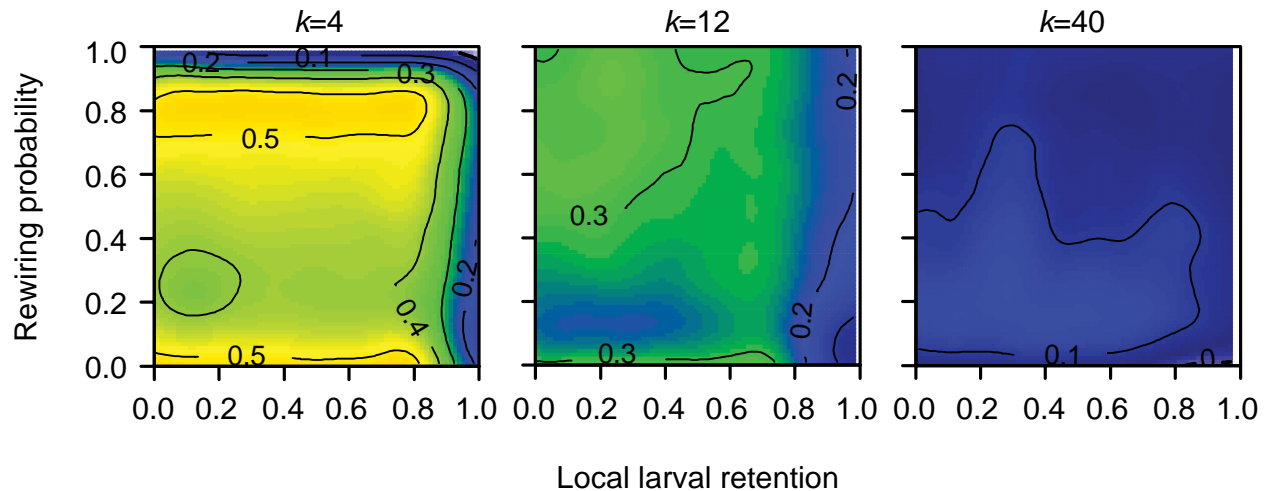 k=4 k=12 k=40
Rewiring probability
1.0 0.8 0.6 0.4 0.2 0.0
0.2 0.1 0.3 0.5 0.2 0.4 0.5
0.2 0.3 0.2 0.3
0.1 0
0.0 0.2 0.4 0.6 0.8 1.0 0.0 0.2 0.4 0.6 0.8 1.0 0.0 0.2 0.4 0.6 0.8 1.0
Local larval retention